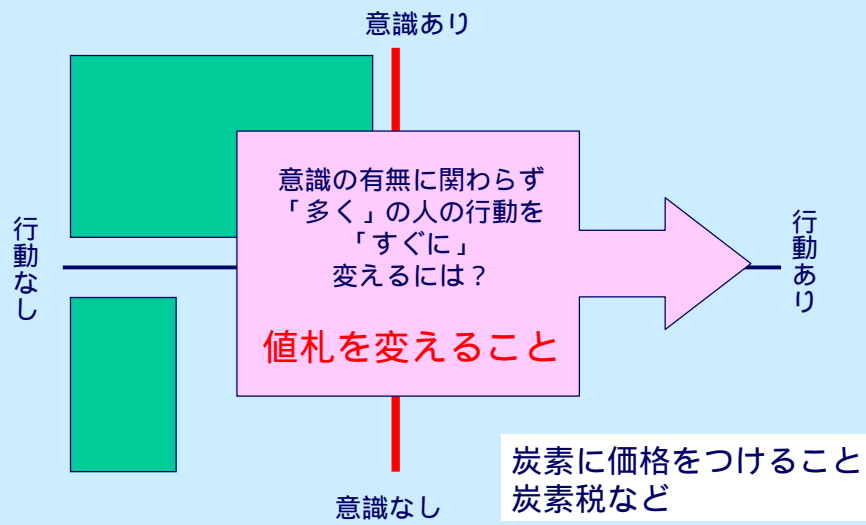 意識あり
意識の有無に関わらず
「多く」の人の行動を
「すぐに」
変えるには？
値札を変えること
行動なし
行動あり
炭素に価格をつけること
炭素税など
意識なし